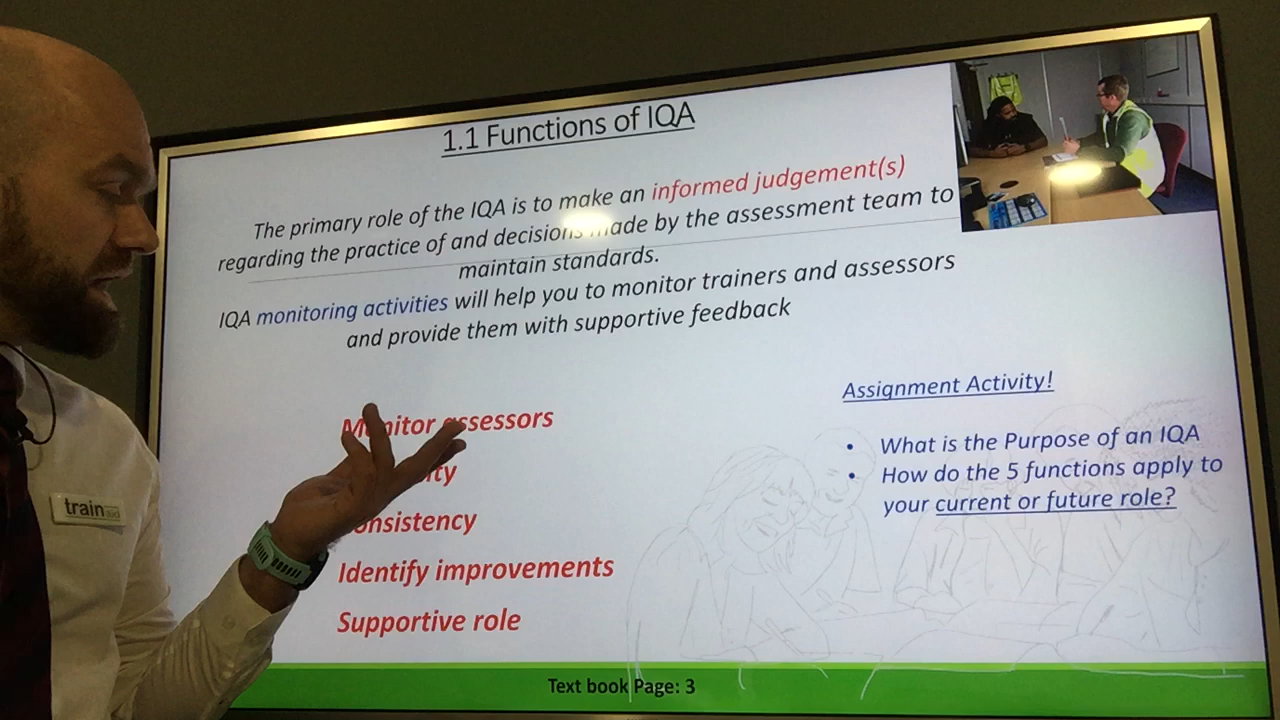 1.1 Functions of IQA
The primary role of the IQA is to make an informed judgement(s)
regarding the practice of and decisions made by the assessment team to
maintain standards.
IQA monitoring activities will help you to monitor trainers and assessors
and provide them with supportive feedback
Monitor assessors
Consistency
Identify improvements
Supportive role
Assignment Activity!
• What is the Purpose of an IQA
• How do the 5 functions apply to
your current or future role?
Text book Page: 3
train